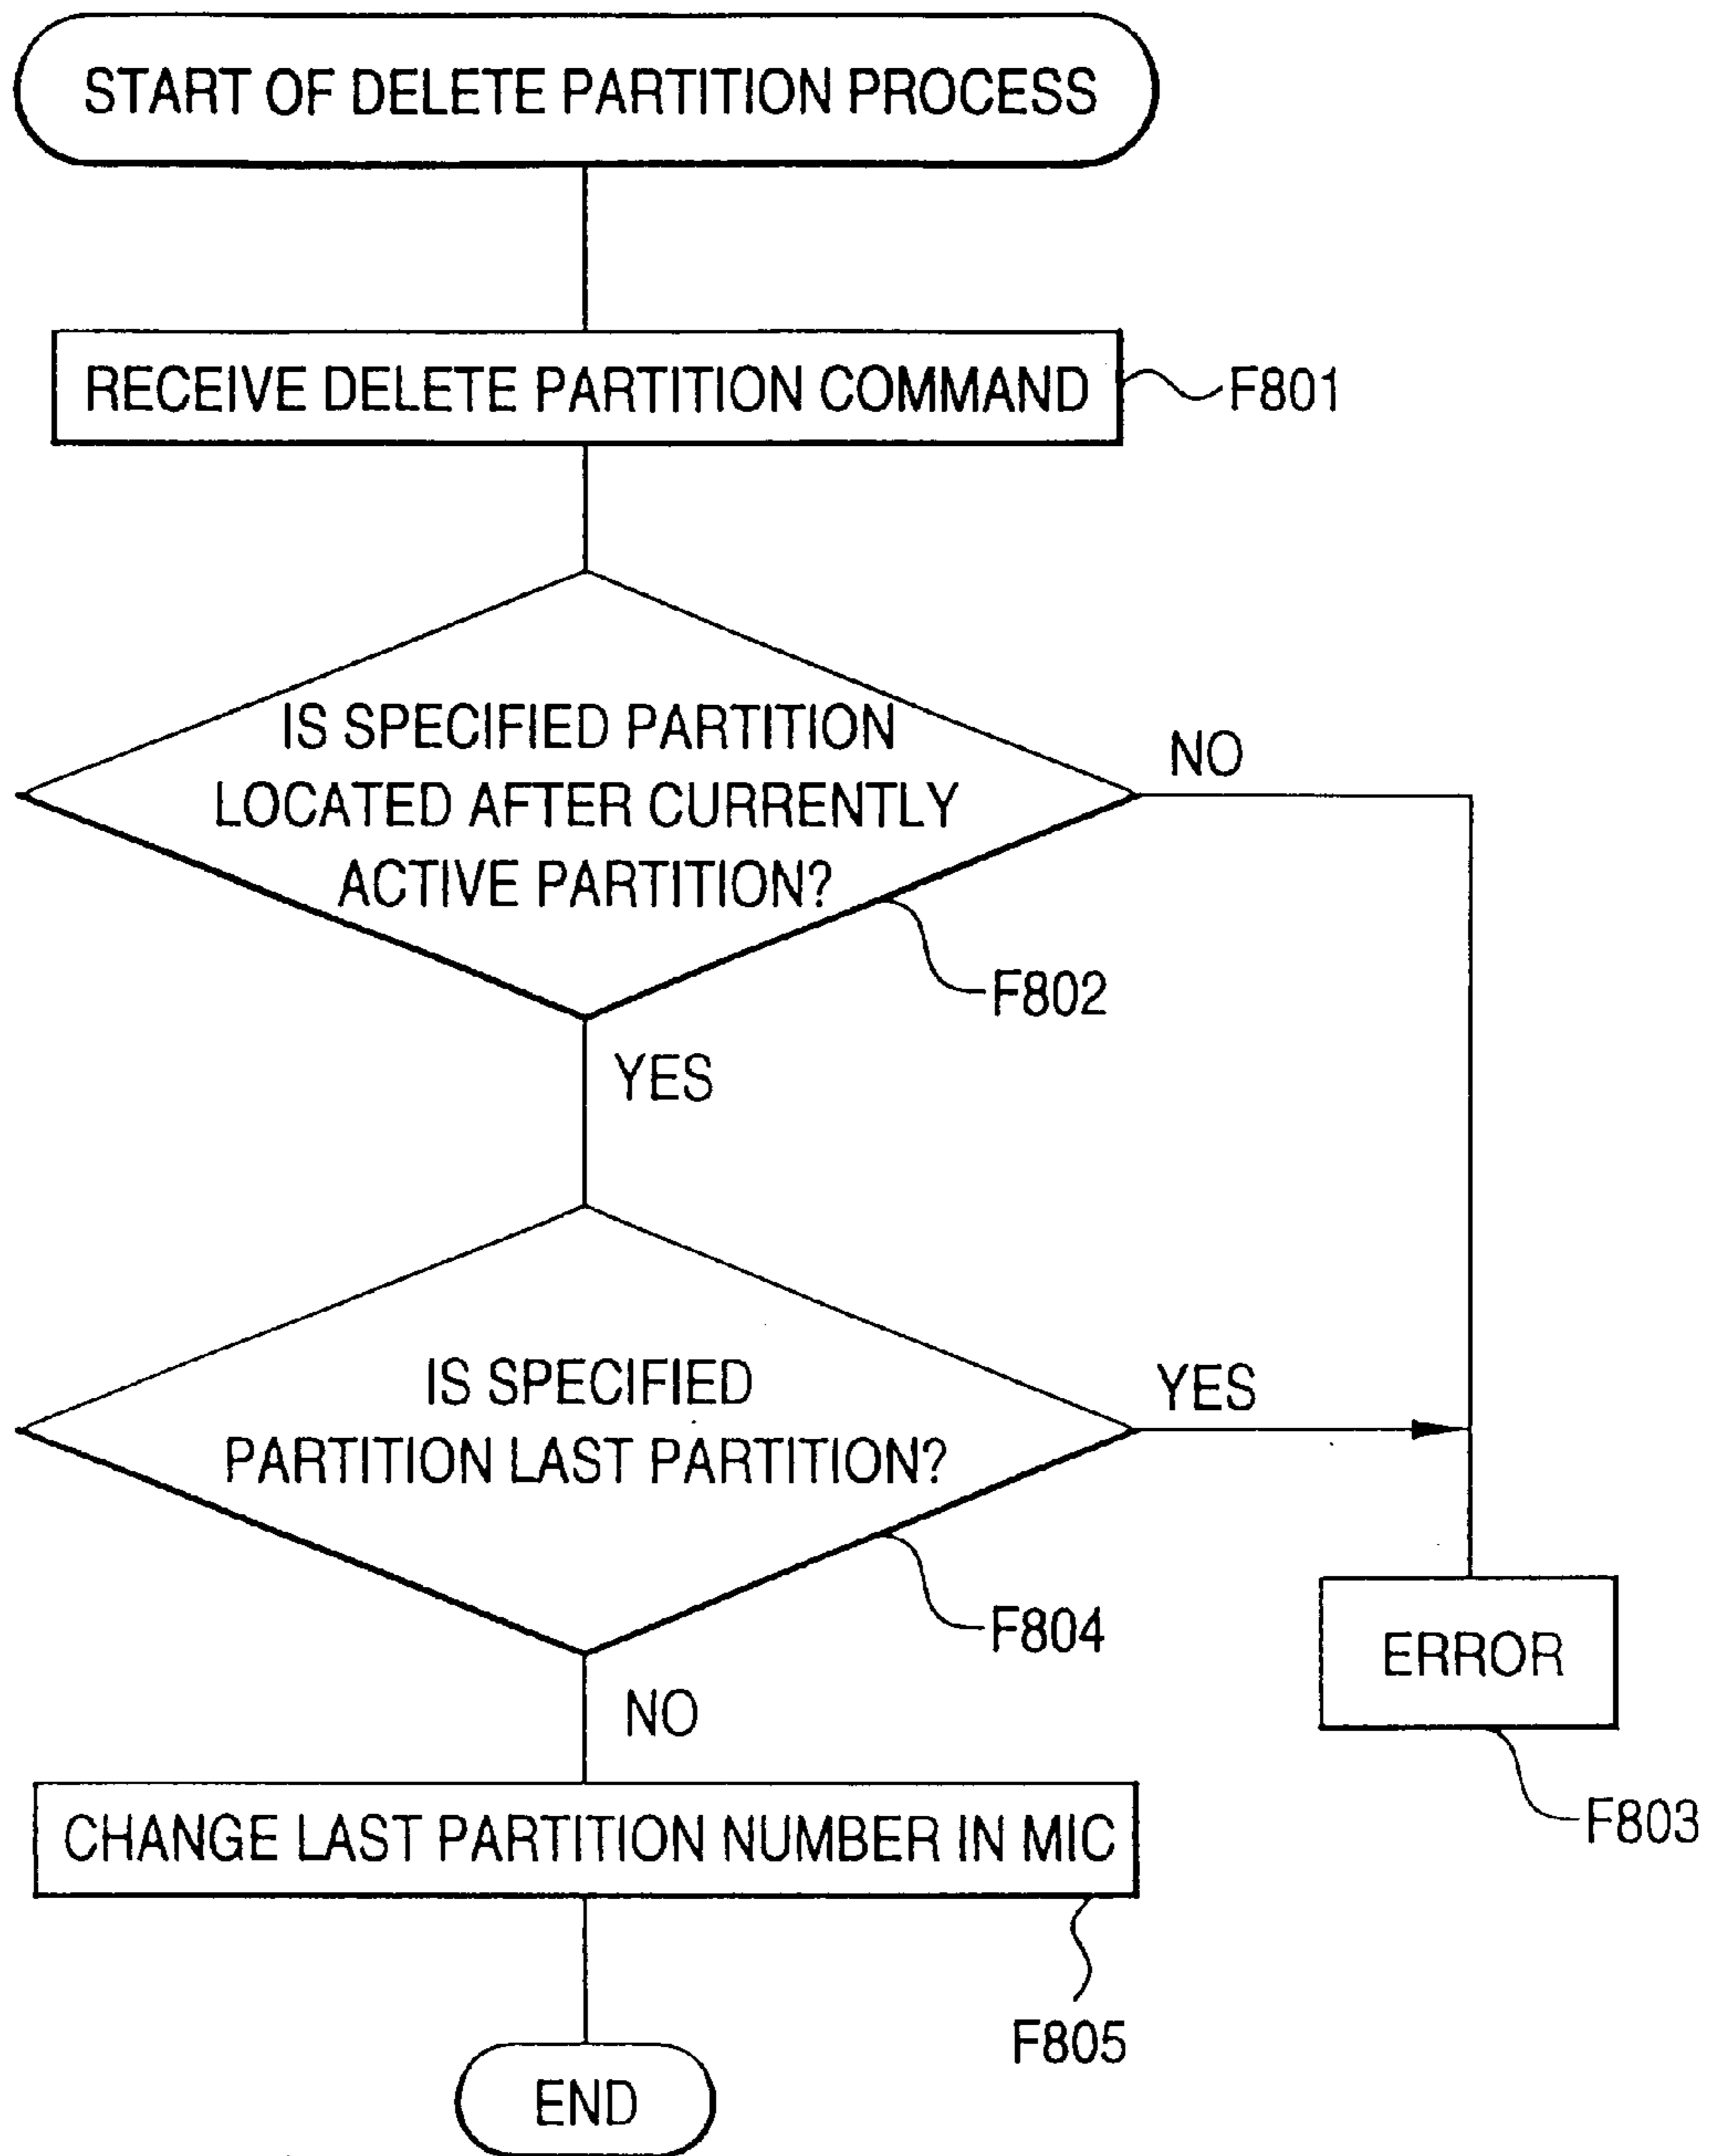 START OF DELETE PARTITION PROCESS
RECEIVE DELETE PARTITION COMMAND
F801
IS SPECIFIED PARTITION
LOCATED AFTER CURRENTLY
ACTIVE PARTITION?
NO
F802
YES
IS SPECIFIED
PARTITION LAST PARTITION?
YES
F804
ERROR
NO
F803
CHANGE LAST PARTITION NUMBER IN MIC
F805
END